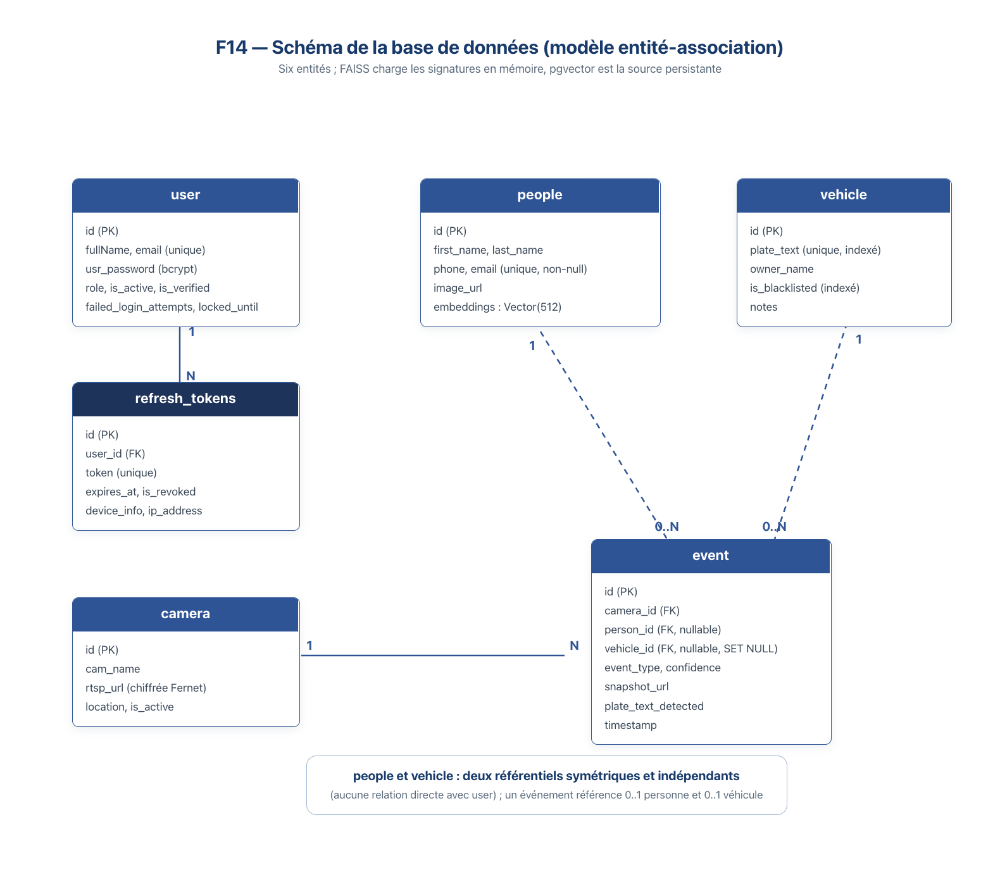 F14 — Schéma de la base de données (modèle entité-association)
Six entités ; FAISS charge les signatures en mémoire, pgvector est la source persistante
user
id (PK)
fullName, email (unique)
usr_password (bcrypt)
role, is_active, is_verified
failed_login_attempts, locked_until
people
id (PK)
first_name, last_name
phone, email (unique, non-null)
image_url
embeddings : Vector(512)
vehicle
id (PK)
plate_text (unique, indexé)
owner_name
is_blacklisted (indexé)
notes
1
N
1
1
refresh_tokens
id (PK)
user_id (FK)
token (unique)
expires_at, is_revoked
device_info, ip_address
0..N
0..N
event
id (PK)
camera_id (FK)
person_id (FK, nullable)
vehicle_id (FK, nullable, SET NULL)
event_type, confidence
snapshot_url
plate_text_detected
timestamp
camera
id (PK)
cam_name
rtsp_url (chiffrée Fernet)
location, is_active
1
N
people et vehicle : deux référentiels symétriques et indépendants
(aucune relation directe avec user) ; un événement référence 0..1 personne et 0..1 véhicule